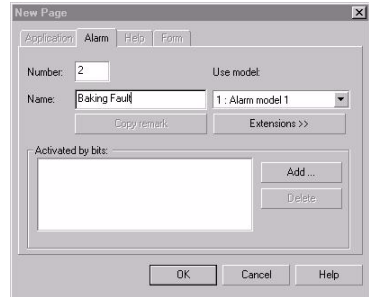 New Page
Application Alarm Help Form
Number: 2 Use model:
Name: Baking Fault 1 : Alarm model 1
Copy remark Extensions >>
Activated by bits:
Add ...
Delete
OK Cancel Help